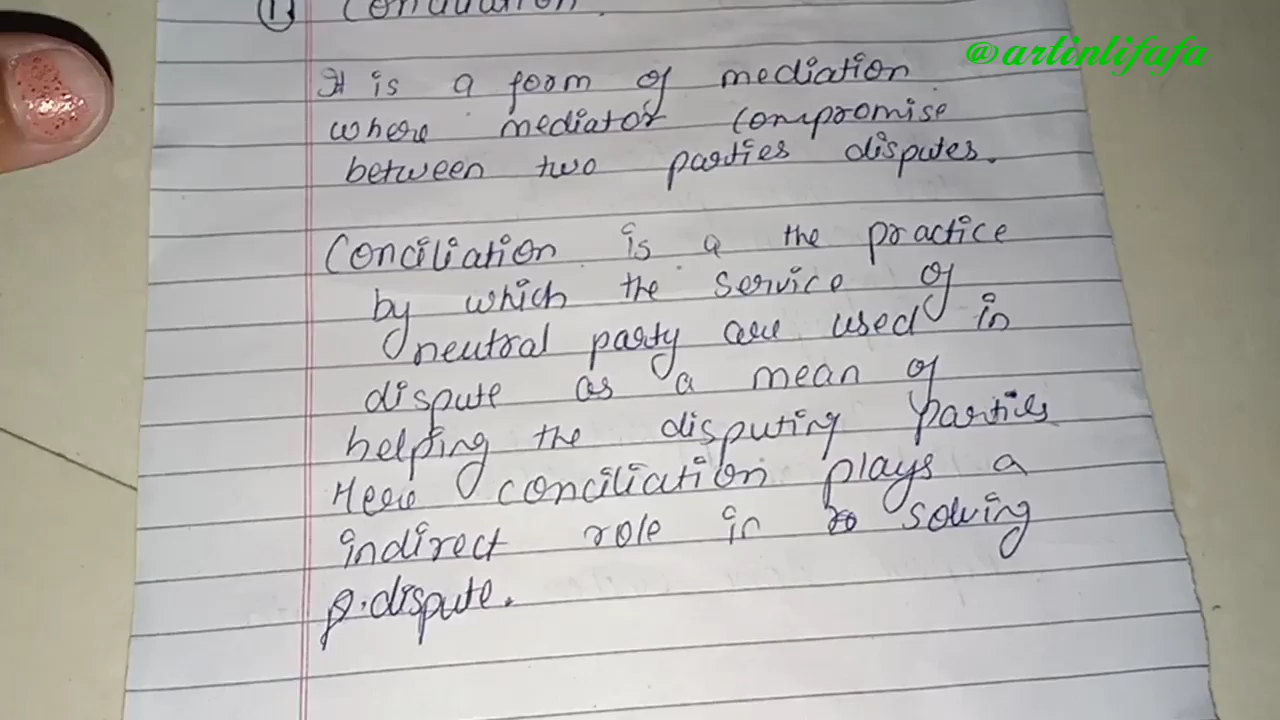 ① Conciliation.
@artinlifafa
It is a form of mediation
where mediator compromise
between two parties disputes.
Conciliation is a the practice
by which the service of
neutral party are used in
dispute as a mean of
helping the disputing parties
Here conciliation plays a
indirect role in solving
dispute.